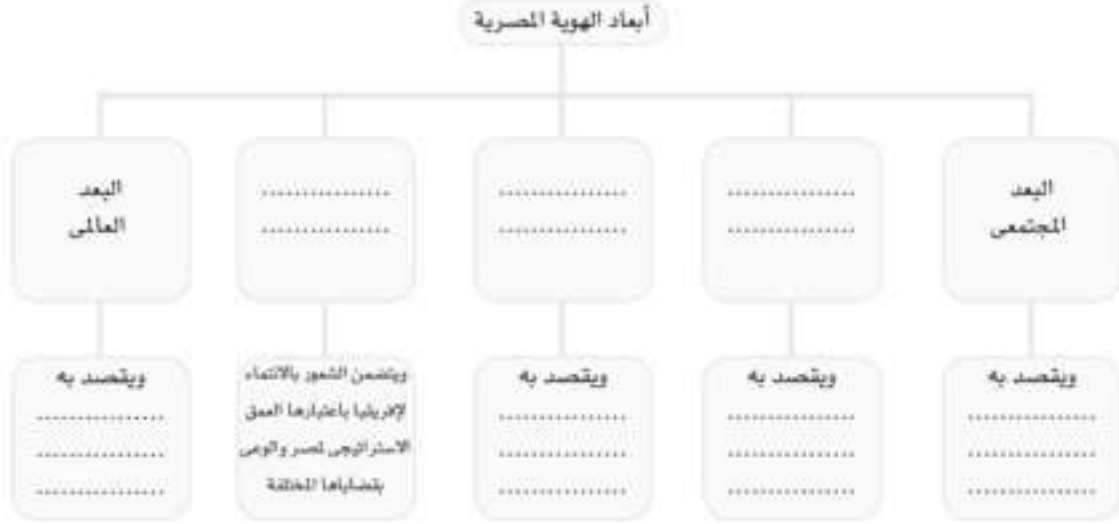 أبعاد الهوية المصرية
البعد
المجتمعى
................
................
................
................
................
................
البعد
العالمى
ويقصد به
................
................
................
ويقصد به
................
................
................
ويقصد به
................
................
................
ويتضمن الشعور بالانتماء
لإفريقيا باعتبارها العمق
الاستراتيجى لمصر والوعى
بقضاياها المختلفة
ويقصد به
................
................
................